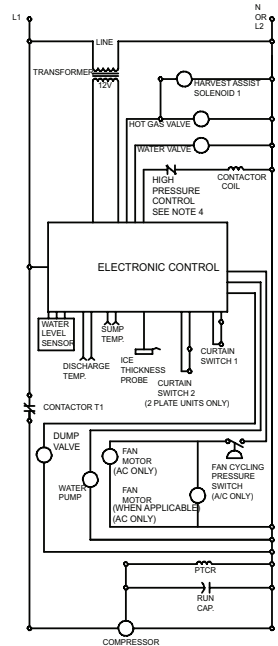 L1
N
OR
L2
LINE
TRANSFORMER
12V
HARVEST ASSIST
SOLENOID 1
HOT GAS VALVE
WATER VALVE
HIGH
PRESSURE
CONTROL
SEE NOTE 4
CONTACTOR
COIL
ELECTRONIC CONTROL
WATER
LEVEL
SENSOR
SUMP
TEMP.
DISCHARGE
TEMP.
ICE
THICKNESS
PROBE
CURTAIN
SWITCH 1
CURTAIN
SWITCH 2
(2 PLATE UNITS ONLY)
CONTACTOR T1
DUMP
VALVE
WATER
PUMP
FAN
MOTOR
(AC ONLY)
FAN
MOTOR
(WHEN APPLICABLE)
(AC ONLY)
FAN CYCLING
PRESSURE
SWITCH
(A/C ONLY)
PTCR
RUN
CAP.
COMPRESSOR